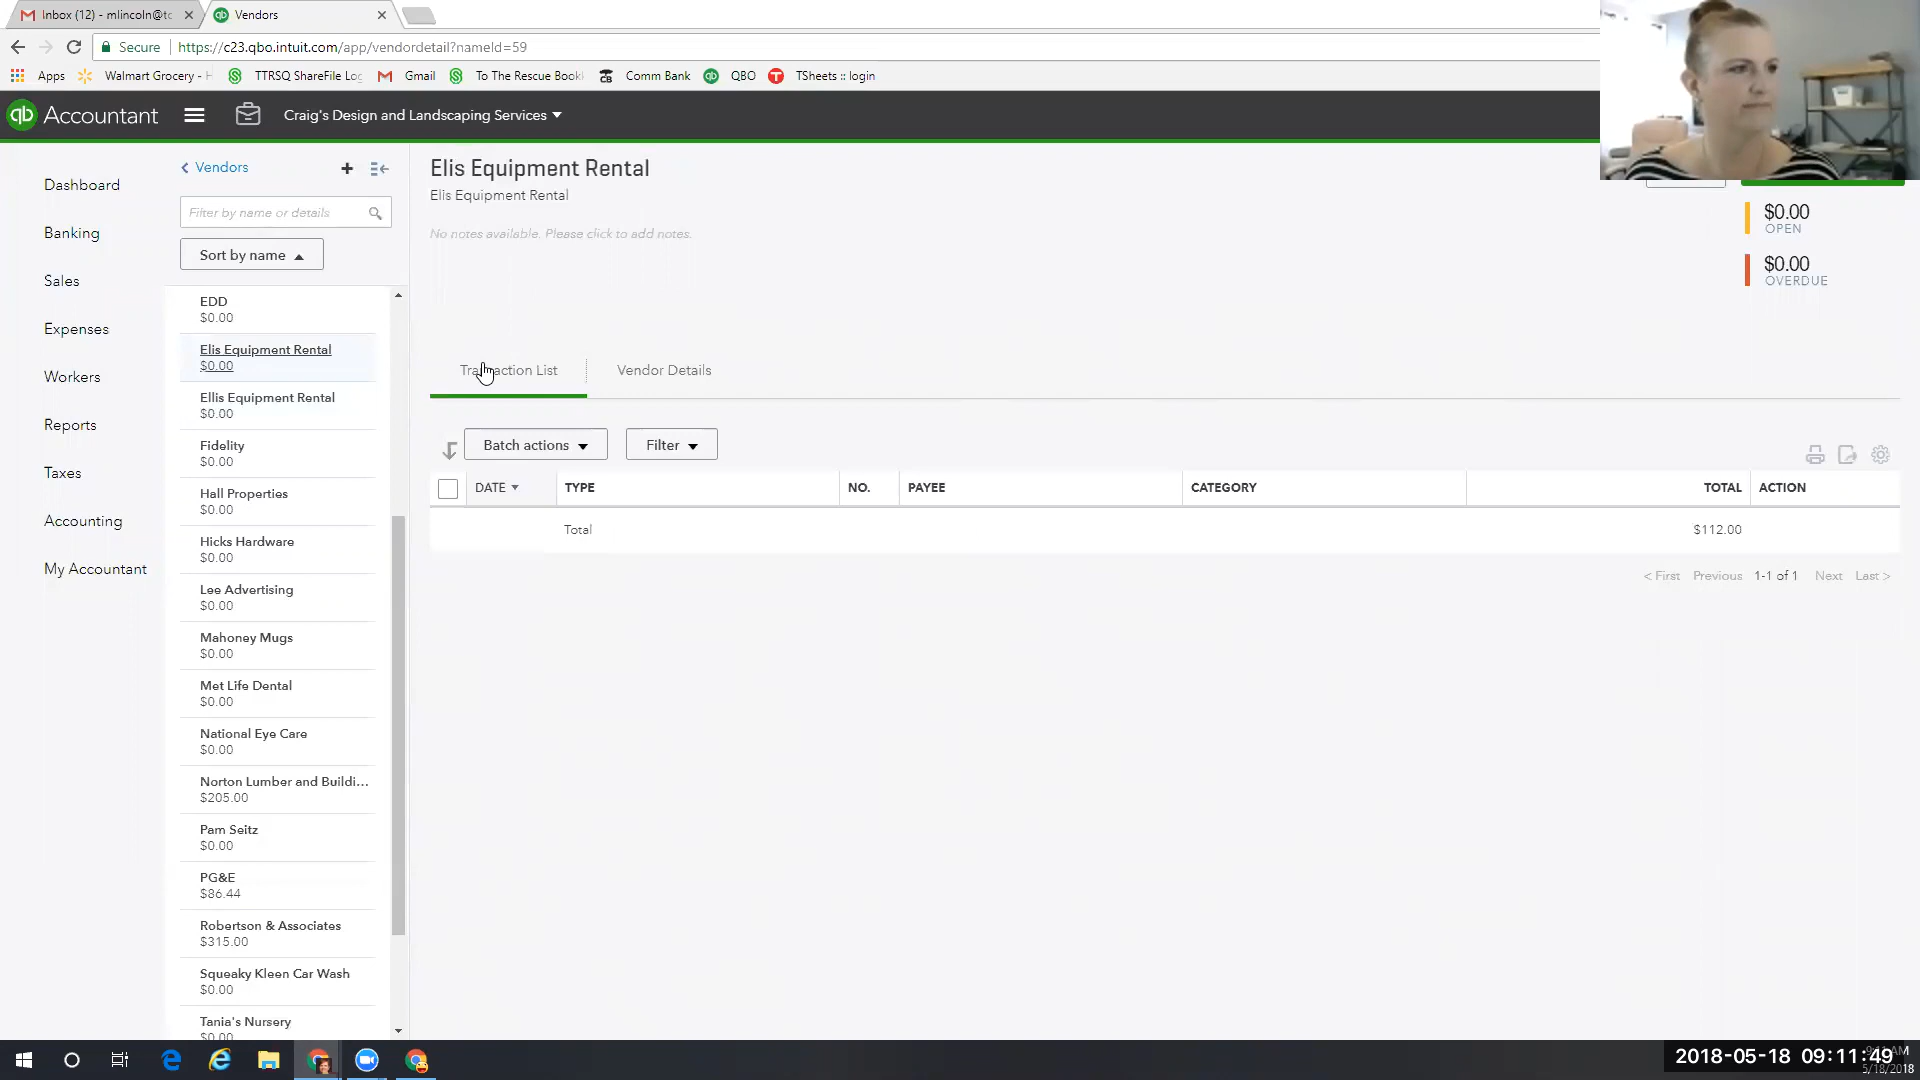 Inbox (12) - mlincoln@tc
Vendors
Secure
https://c23.qbo.intuit.com/app/vendordetail?nameId=59
Apps
Walmart Grocery - H
TTRSQ ShareFile Log
Gmail
To The Rescue Book
Comm Bank
QBO
TSheets :: login
qb Accountant
Craig's Design and Landscaping Services
Dashboard
Banking
Sales
Expenses
Workers
Reports
Taxes
Accounting
My Accountant
Vendors
Filter by name or details
Sort by name
EDD
$0.00
Elis Equipment Rental
$0.00
Ellis Equipment Rental
$0.00
Fidelity
$0.00
Hall Properties
$0.00
Hicks Hardware
$0.00
Lee Advertising
$0.00
Mahoney Mugs
$0.00
Met Life Dental
$0.00
National Eye Care
$0.00
Norton Lumber and Buildi...
$205.00
Pam Seitz
$0.00
PG&E
$86.44
Robertson & Associates
$315.00
Squeaky Kleen Car Wash
$0.00
Tania's Nursery
$0.00
Elis Equipment Rental
Elis Equipment Rental
No notes available. Please click to add notes.
$0.00
OPEN
$0.00
OVERDUE
Transaction List
Vendor Details
Batch actions
Filter
DATE TYPE NO. PAYEE CATEGORY TOTAL ACTION
Total $112.00
< First Previous 1-1 of 1 Next Last >
2018-05-18 09:11:49
5/18/2018